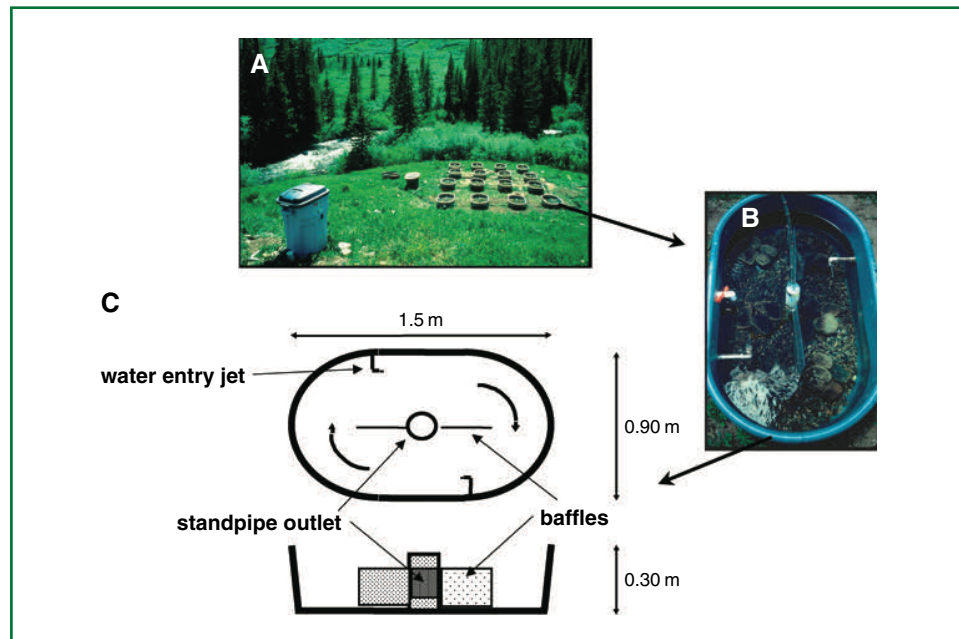 A
B
C
1.5 m
water entry jet
0.90 m
standpipe outlet
baffles
0.30 m